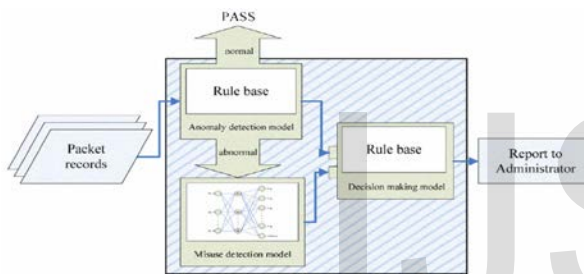 PASS
normal
Rule base
Anomaly detection model
Packet
records
abnormal
Rule base
Decision making model
Report to
Administrator
Misuse detection model